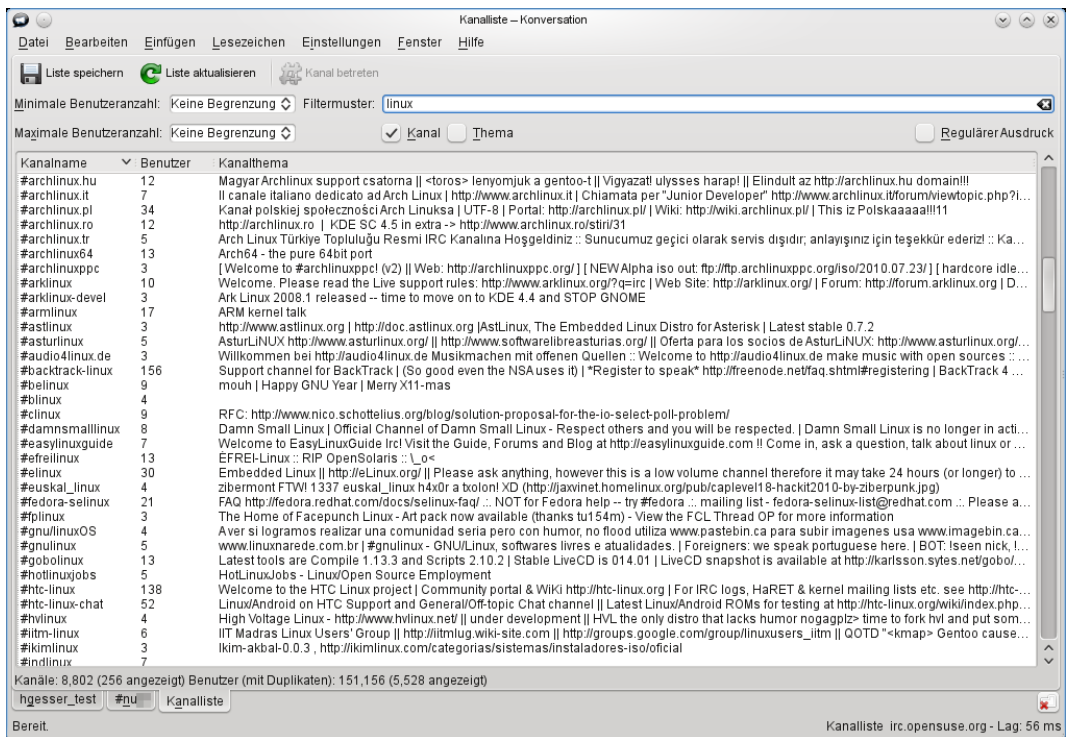 Kanalliste – Konversation
Datei Bearbeiten Einfügen Lesezeichen Einstellungen Fenster Hilfe
Liste speichern Liste aktualisieren Kanal betreten
Minimale Benutzeranzahl: Keine Begrenzung Filtermuster: linux
Maximale Benutzeranzahl: Keine Begrenzung Kanal Thema Regulärer Ausdruck
Kanalname Benutzer Kanalthema
#archlinux.hu 12 Magyar Archlinux support csatorna || <toros> lenyomjuk a gentoo-t || Vigyazat! ulysses harap! || Elindult az http://archlinux.hu domain!!!
#archlinux.it 7 Il canale italiano dedicato ad Arch Linux | http://www.archlinux.it | Chiamata per "Junior Developer" http://www.archlinux.it/forum/viewtopic.php?i...
#archlinux.pl 34 Kanał polskiej społeczności Arch Linuksa | UTF-8 | Portal: http://archlinux.pl/ | Wiki: http://wiki.archlinux.pl/ | This iz Polskaaaaa!!!11
#archlinux.ro 12 http://archlinux.ro | KDE SC 4.5 in extra -> http://www.archlinux.ro/stiri/31
#archlinux.tr 5 Arch Linux Türkiye Topluluğu Resmi IRC Kanalına Hoşgeldiniz :: Sunucumuz geçici olarak servis dışıdır; anlayışınız için teşekkür ederiz! :: Ka...
#archlinux64 13 Arch64 - the pure 64bit port
#archlinuxppc 3 [ Welcome to #archlinuxppc! (v2) || Web: http://archlinuxppc.org/ ] [ NEW Alpha iso out: ftp://ftp.archlinuxppc.org/iso/2010.07.23/ ] [ hardcore idle...
#arklinux 10 Welcome. Please read the Live support rules: http://www.arklinux.org/?q=irc | Web Site: http://arklinux.org/ | Forum: http://forum.arklinux.org | D...
#arklinux-devel 3 Ark Linux 2008.1 released -- time to move on to KDE 4.4 and STOP GNOME
#armlinux 17 ARM kernel talk
#astlinux 3 http://www.astlinux.org | http://doc.astlinux.org |AstLinux, The Embedded Linux Distro for Asterisk | Latest stable 0.7.2
#asturlinux 5 AsturLiNUX http://www.asturlinux.org/ || http://www.softwarelibreasturias.org/ || Oferta para los socios de AsturLiNUX: http://www.asturlinux.org/...
#audio4linux.de 3 Willkommen bei http://audio4linux.de Musikmachen mit offenen Quellen :: Welcome to http://audio4linux.de make music with open sources :: ...
#backtrack-linux 156 Support channel for BackTrack | (So good even the NSA uses it) | *Register to speak* http://freenode.net/faq.shtml#registering | BackTrack 4 ...
#belinux 9 mouh | Happy GNU Year | Merry X11-mas
#blinux 4
#clinux 9 RFC: http://www.nico.schottelius.org/blog/solution-proposal-for-the-io-select-poll-problem/
#damnsmalllinux 8 Damn Small Linux | Official Channel of Damn Small Linux - Respect others and you will be respected. | Damn Small Linux is no longer in acti...
#easylinuxguide 7 Welcome to EasyLinuxGuide Irc! Visit the Guide, Forums and Blog at http://easylinuxguide.com !! Come in, ask a question, talk about linux or ...
#efreilinux 13 ÉFREI-Linux :: RIP OpenSolaris :: \_o<
#elinux 30 Embedded Linux || http://eLinux.org/ || Please ask anything, however this is a low volume channel therefore it may take 24 hours (or longer) to ...
#euskal_linux 4 zibermont FTW! 1337 euskal_linux h4x0r a txolon! XD (http://jaxvinet.homelinux.org/pub/caplevel18-hackit2010-by-ziberpunk.jpg)
#fedora-selinux 21 FAQ http://fedora.redhat.com/docs/selinux-faq/ .:. NOT for Fedora help -- try #fedora .:. mailing list - fedora-selinux-list@redhat.com .:. Please a...
#fplinux 3 The Home of Facepunch Linux - Art pack now available (thanks tu154m) - View the FCL Thread OP for more information
#gnu/linuxOS 4 A ver si logramos realizar una comunidad seria pero con humor, no flood utiliza www.pastebin.ca para subir imagenes usa www.imagebin.ca...
#gnulinux 5 www.linuxnarede.com.br | #gnulinux - GNU/Linux, softwares livres e atualidades. | Foreigners: we speak portuguese here. | BOT: !seen nick, !...
#gobolinux 13 Latest tools are Compile 1.13.3 and Scripts 2.10.2 | Stable LiveCD is 014.01 | LiveCD snapshot is available at http://karlsson.sytes.net/gobo/...
#hotlinuxjobs 5 HotLinuxJobs - Linux/Open Source Employment
#htc-linux 138 Welcome to the HTC Linux project | Community portal & WiKi http://htc-linux.org | For IRC logs, HaRET & kernel mailing lists etc. see http://htc-...
#htc-linux-chat 52 Linux/Android on HTC Support and General/Off-topic Chat channel || Latest Linux/Android ROMs for testing at http://htc-linux.org/wiki/index.php...
#hvlinux 4 High Voltage Linux - http://www.hvlinux.net/ || under development || HVL the only distro that lacks humor nogagplz> time to fork hvl and put som...
#iitm-linux 6 IIT Madras Linux Users' Group || http://iitmlug.wiki-site.com || http://groups.google.com/group/linuxusers_iitm || QOTD "<kmap> Gentoo cause...
#ikimlinux 3 Ikim-akbal-0.0.3 , http://ikimlinux.com/categorias/sistemas/instaladores-iso/oficial
#indlinux 7
Kanäle: 8,802 (256 angezeigt) Benutzer (mit Duplikaten): 151,156 (5,528 angezeigt)
hgesser_test #nu Kanalliste
Bereit. Kanalliste irc.opensuse.org - Lag: 56 ms